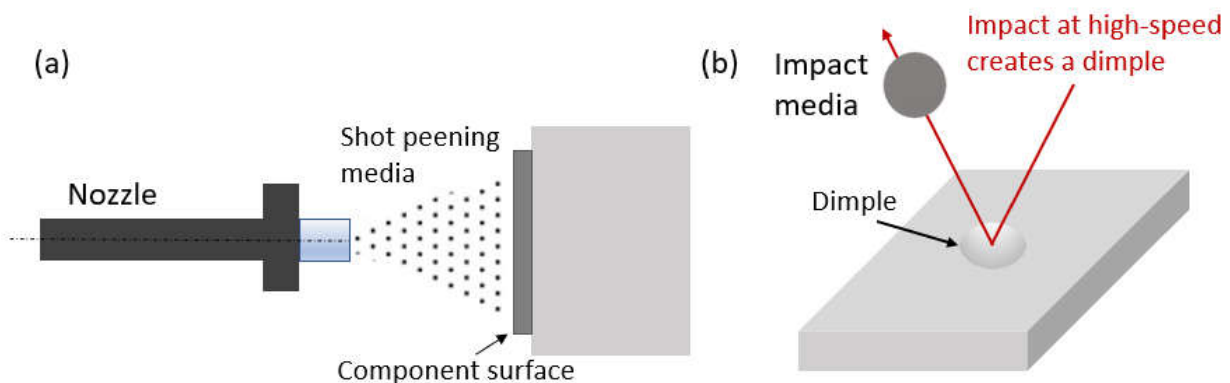 (a)
Nozzle
Shot peening
media
Component surface
(b)
Impact
media
Impact at high-speed
creates a dimple
Dimple